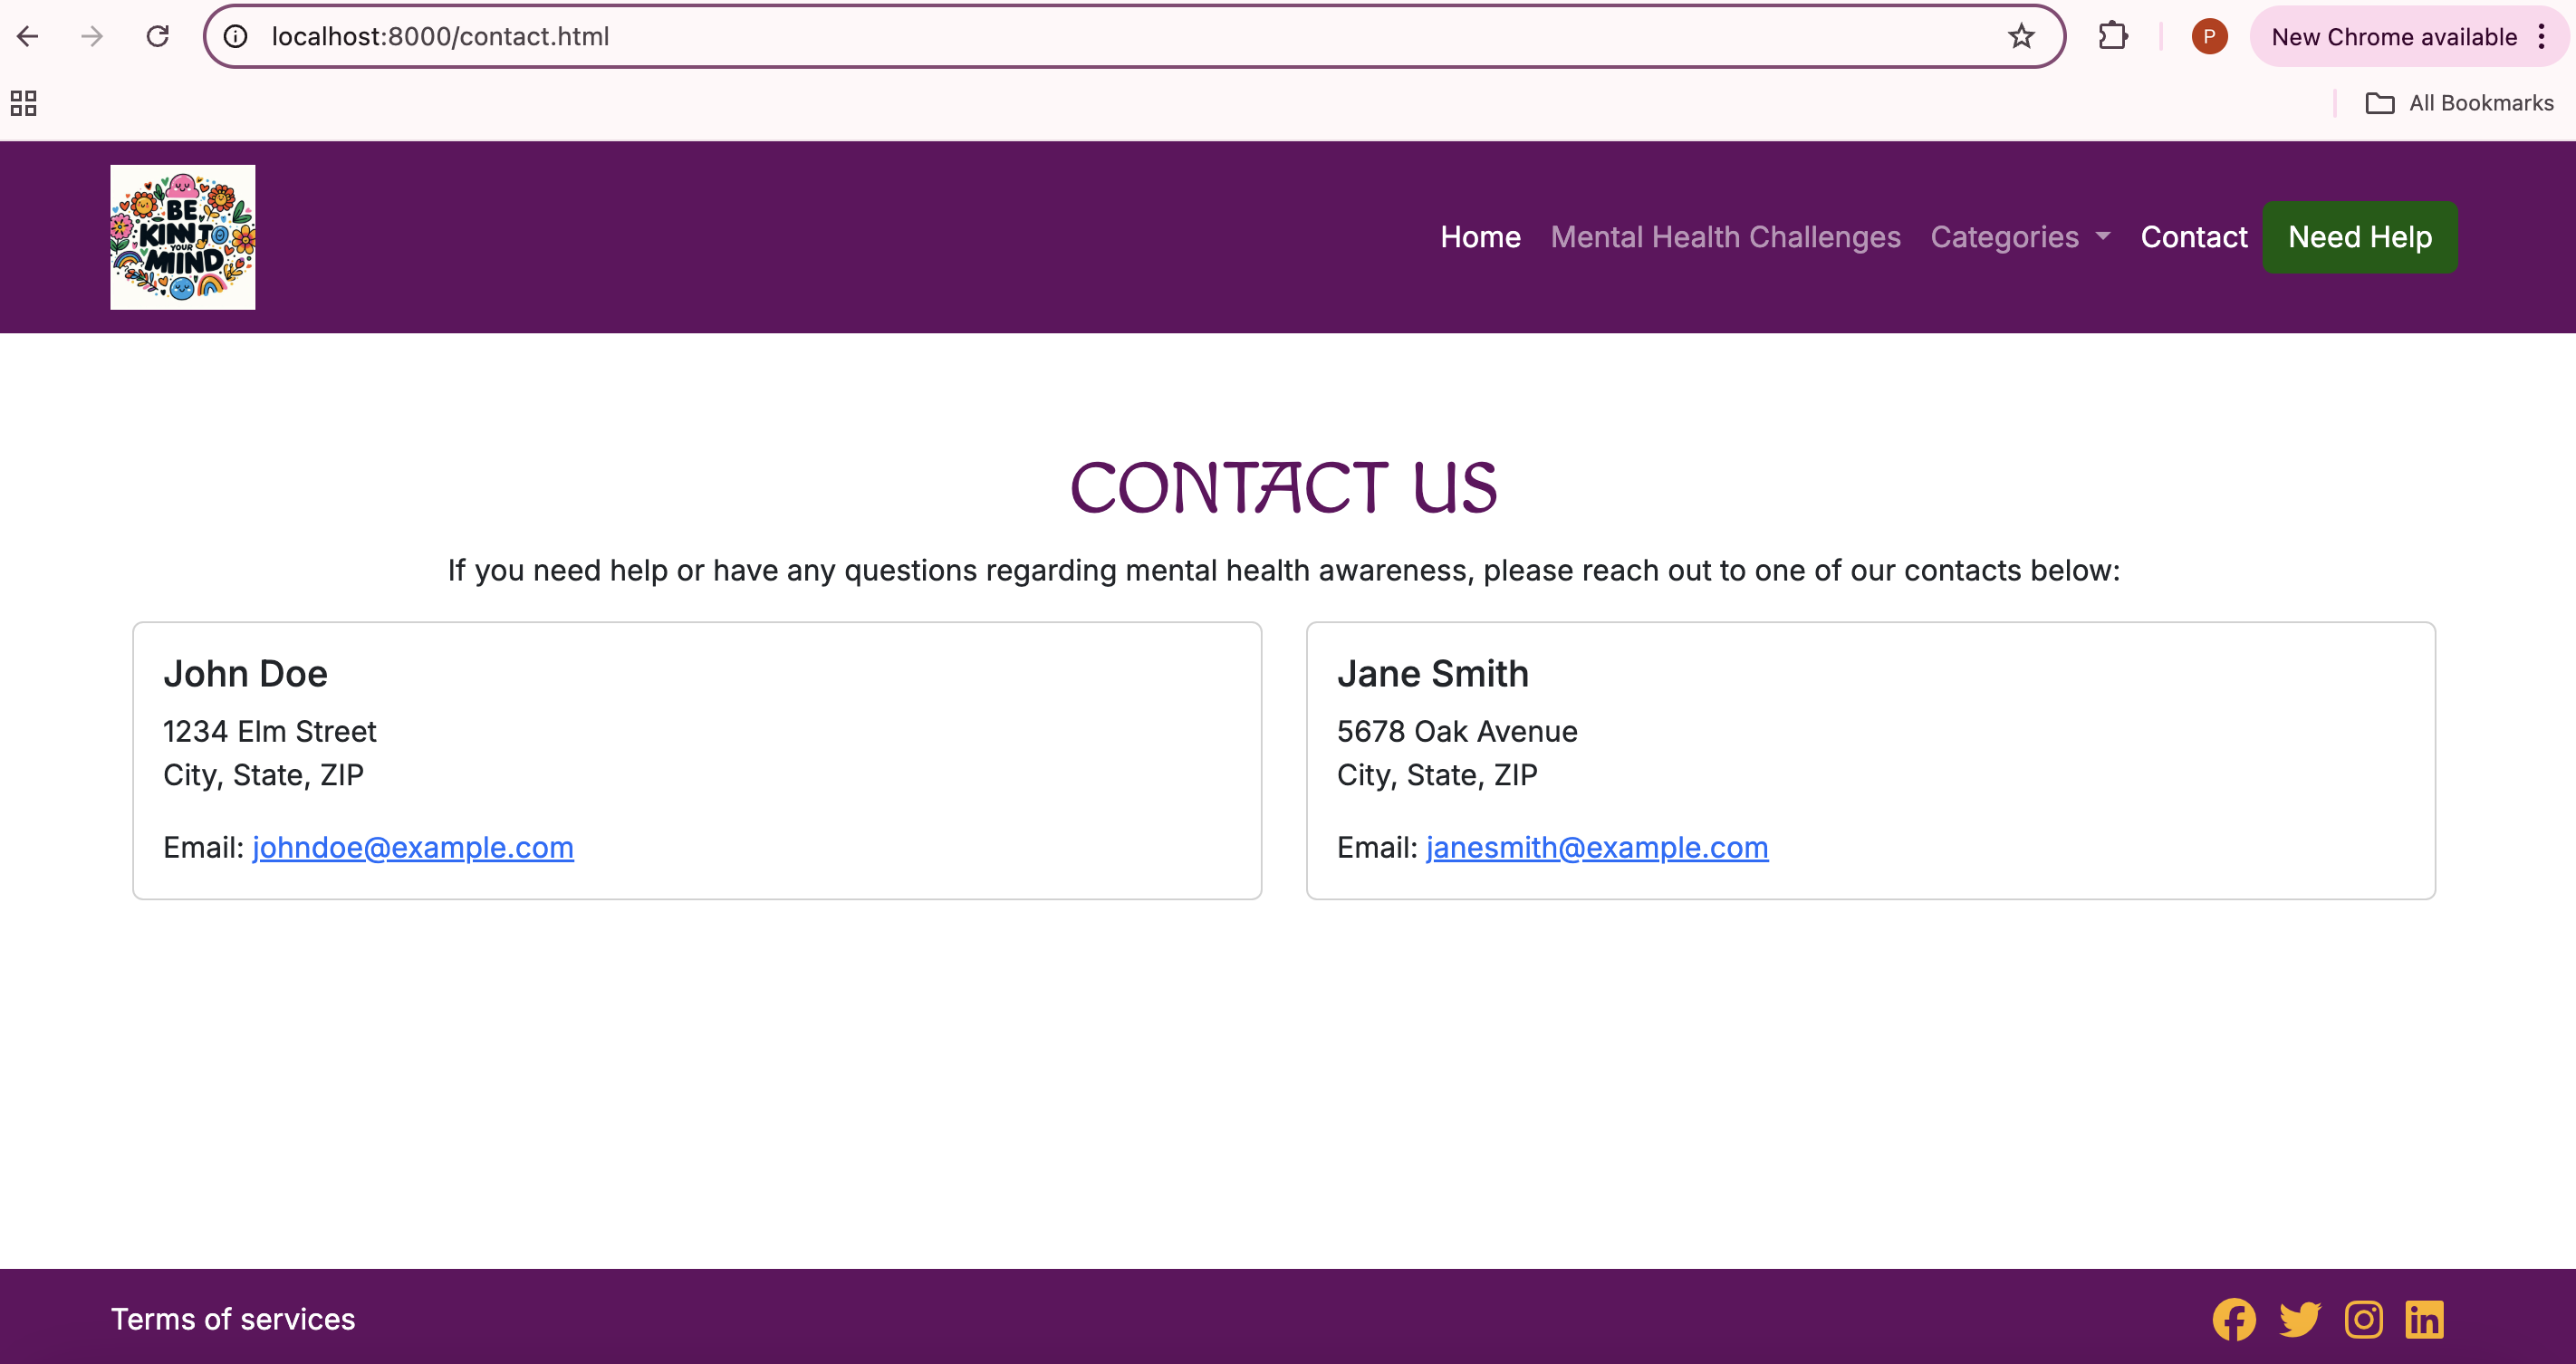 localhost:8000/contact.html
P
New Chrome available
All Bookmarks
BE
KINN TO
YOUR
MIIND
Home Mental Health Challenges Categories Contact Need Help
CONTACT US
If you need help or have any questions regarding mental health awareness, please reach out to one of our contacts below:
John Doe
1234 Elm Street
City, State, ZIP
Email: johndoe@example.com
Jane Smith
5678 Oak Avenue
City, State, ZIP
Email: janesmith@example.com
Terms of services